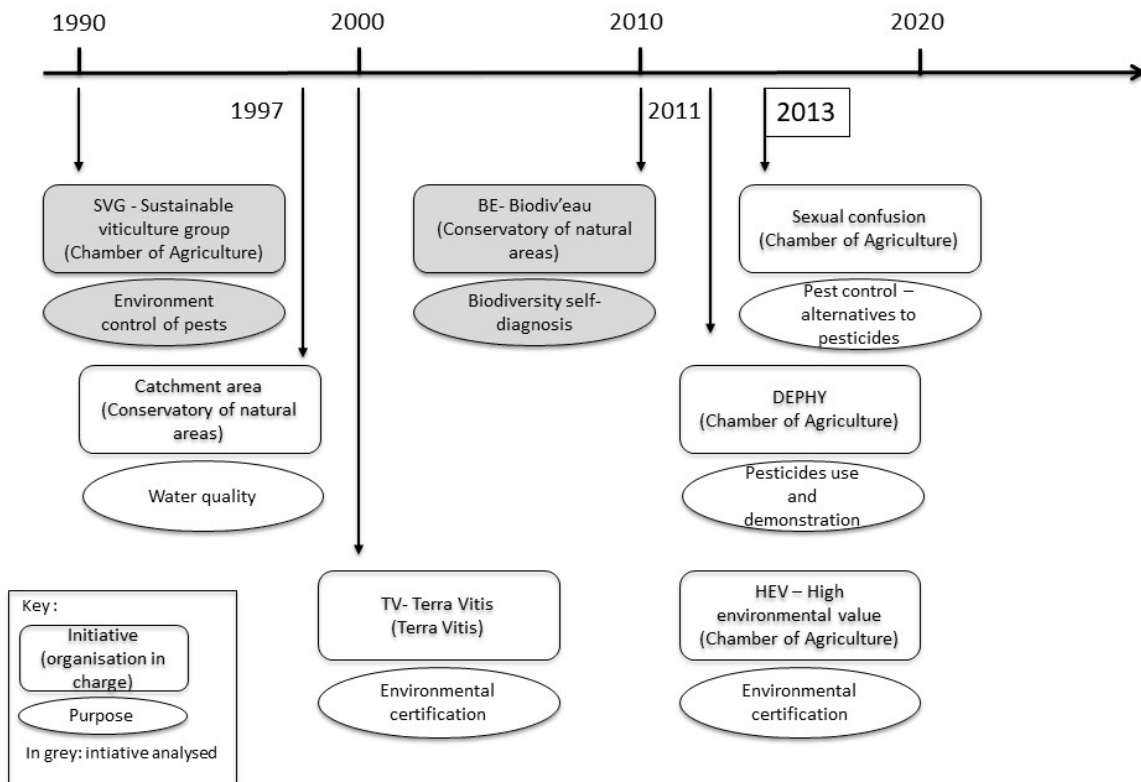 1990
2000
2010
2020
1997
2011
2013
SVG - Sustainable
viticulture group
(Chamber of Agriculture)
Environment
control of pests
BE- Biodiv'eau
(Conservatory of natural
areas)
Biodiversity self-
diagnosis
Sexual confusion
(Chamber of Agriculture)
Pest control –
alternatives to
pesticides
Catchment area
(Conservatory of natural
areas)
Water quality
DEPHY
(Chamber of Agriculture)
Pesticides use
and
demonstration
TV- Terra Vitis
(Terra Vitis)
Environmental
certification
HEV – High
environmental value
(Chamber of Agriculture)
Environmental
certification
Key :
Initiative
(organisation in
charge)
Purpose
In grey: intiative analysed